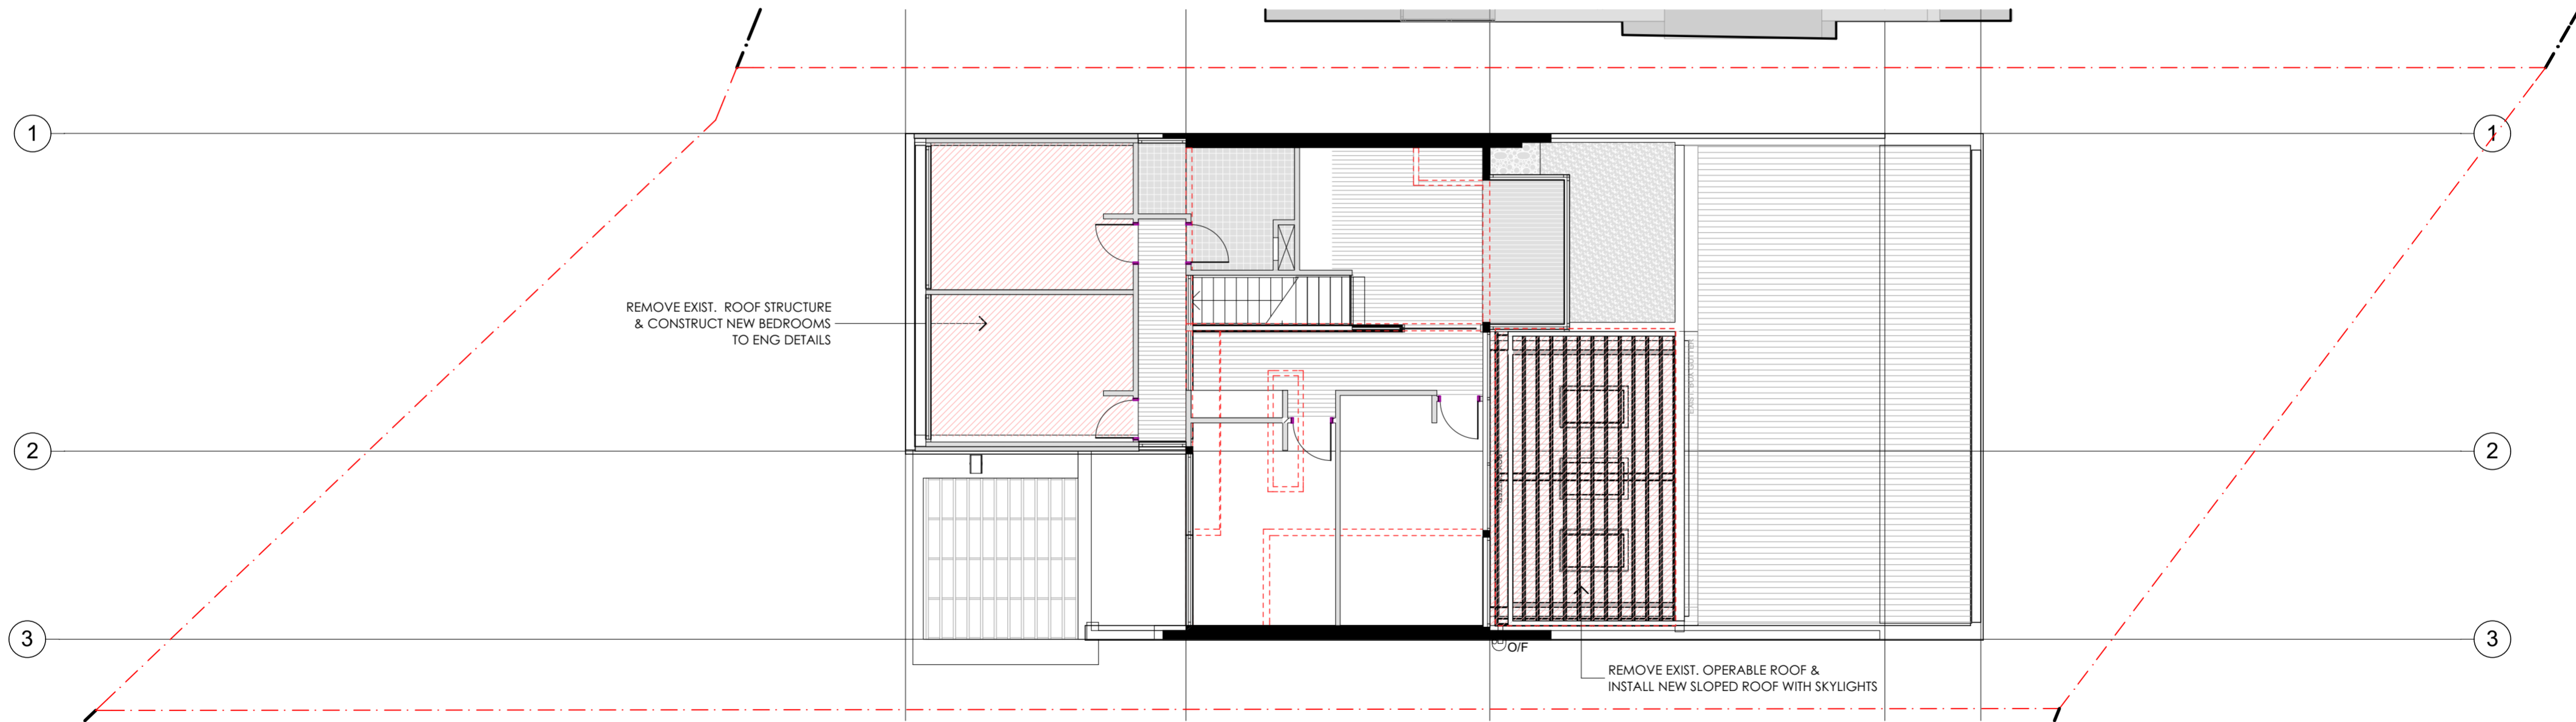 1
1
REMOVE EXIST. ROOF STRUCTURE
& CONSTRUCT NEW BEDROOMS
TO ENG DETAILS
2
2
3
3
O/F
REMOVE EXIST. OPERABLE ROOF &
INSTALL NEW SLOPED ROOF WITH SKYLIGHTS